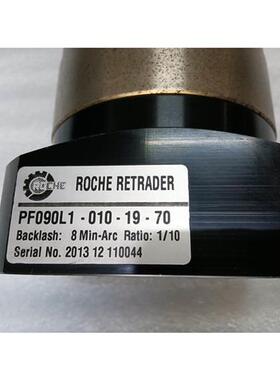 ROCHE ROCHE RETRADER
PF090L1 - 010 - 19 - 70
Backlash: 8 Min-Arc Ratio: 1/10
Serial No. 2013 12 110044